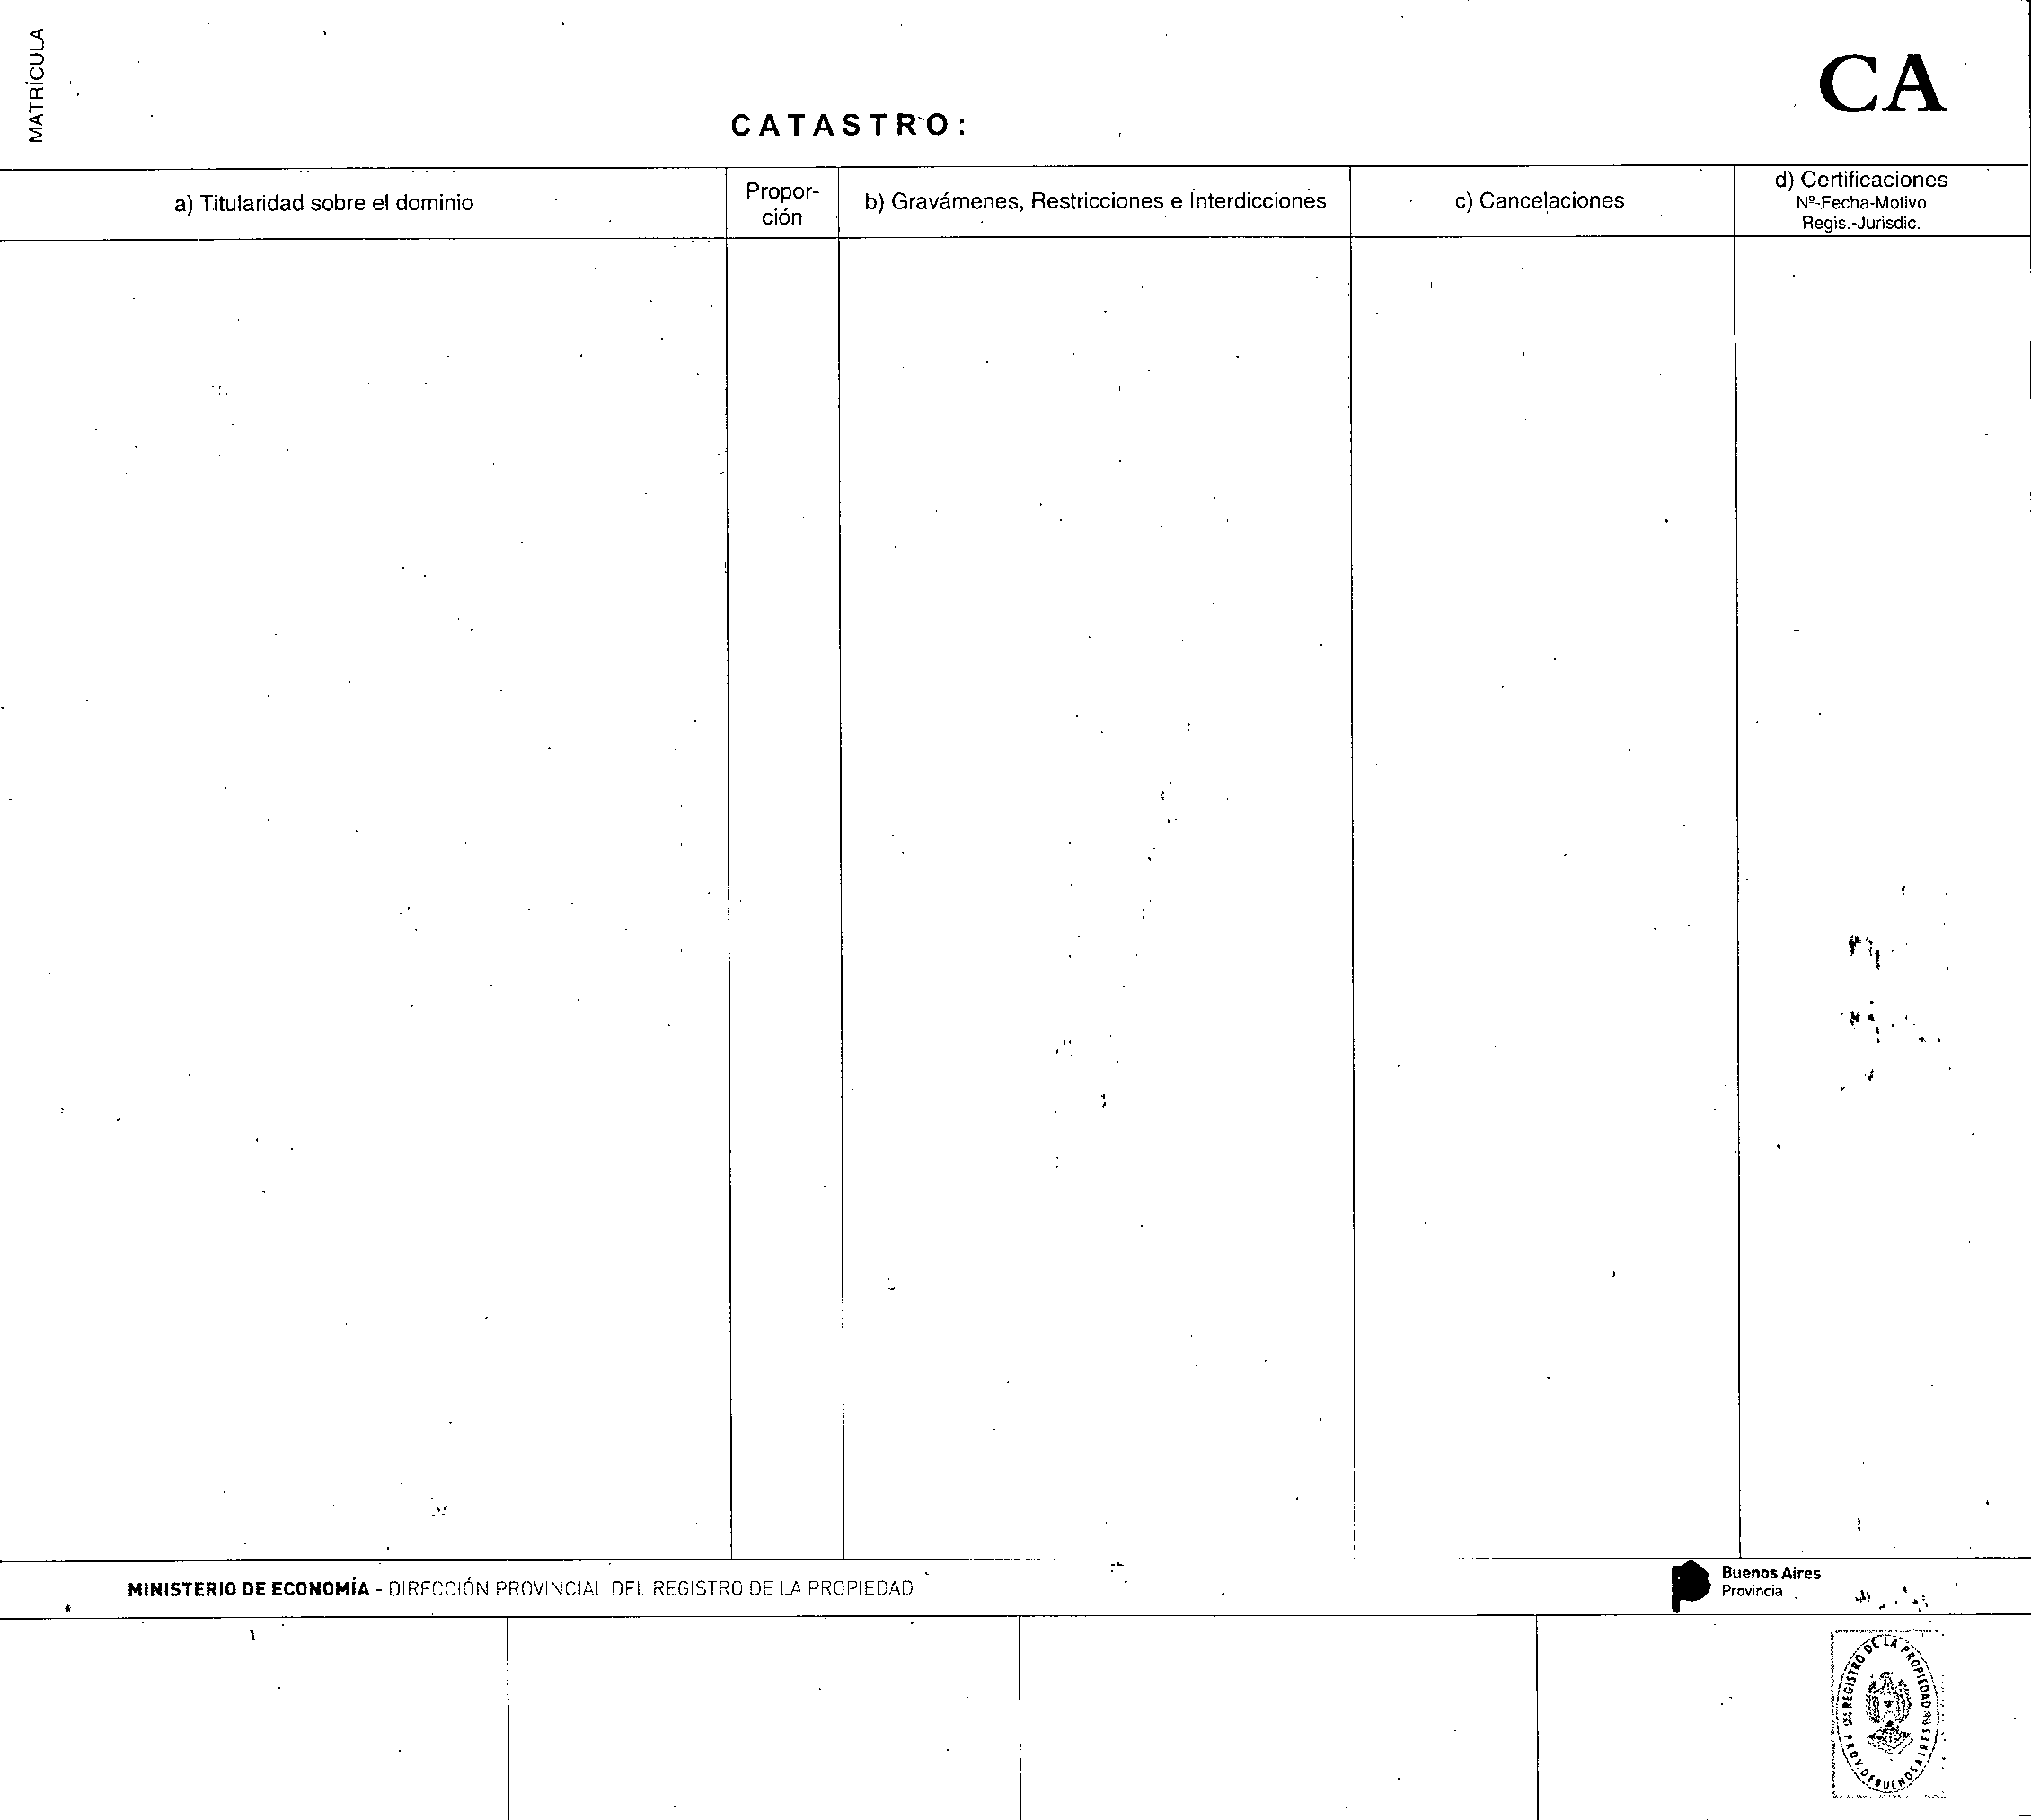 MATRÍCULA
CA
CATASTRO:
a) Titularidad sobre el dominio
Propor-
ción
b) Gravámenes, Restricciones e Interdicciones
c) Cancelaciones
d) Certificaciones
Nº-Fecha-Motivo
Regis.-Jurisdic.
MINISTERIO DE ECONOMÍA - DIRECCIÓN PROVINCIAL DEL REGISTRO DE LA PROPIEDAD
Buenos Aires
Provincia
REGISTRO DE LA PROPIEDAD
PROV. DE BUENOS AIRES